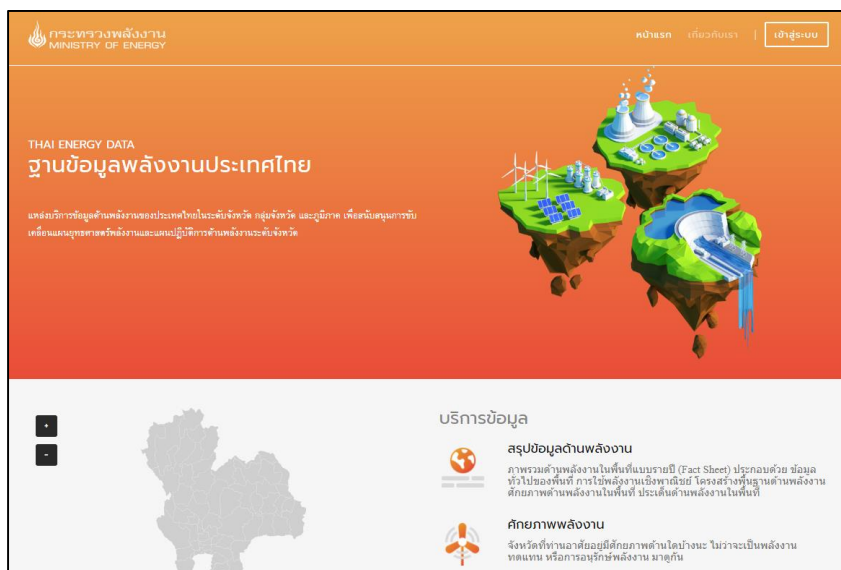 กระทรวงพลังงาน
MINISTRY OF ENERGY
หน้าแรก เกี่ยวกับเรา | เข้าสู่ระบบ
THAI ENERGY DATA
ฐานข้อมูลพลังงานประเทศไทย
แหล่งบริการข้อมูลด้านพลังงานของประเทศไทยในระดับจังหวัด กลุ่มจังหวัด และภูมิภาค เพื่อสนับสนุนการขับ
เคลื่อนแผนยุทธศาสตร์พลังงานและแผนปฏิบัติการด้านพลังงานระดับจังหวัด
+
-
บริการข้อมูล
สรุปข้อมูลด้านพลังงาน
ภาพรวมด้านพลังงานในพื้นที่แบบรายปี (Fact Sheet) ประกอบด้วย ข้อมูล
ทั่วไปของพื้นที่ การใช้พลังงานเชิงพาณิชย์ โครงสร้างพื้นฐานด้านพลังงาน
ศักยภาพด้านพลังงานในพื้นที่ ประเด็นด้านพลังงานในพื้นที่
ศักยภาพพลังงาน
จังหวัดที่ท่านอาศัยอยู่มีศักยภาพด้านใดบ้างนะ ไม่ว่าจะเป็นพลังงาน
ทดแทน หรือการอนุรักษ์พลังงาน มาดูกัน